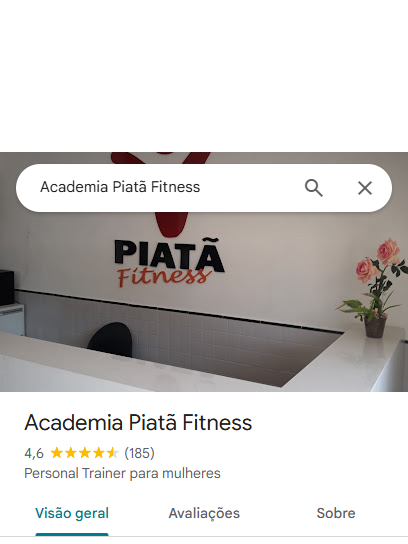 Academia Piatã Fitness
PIATÃ
Fitness
Academia Piatã Fitness
4,6 (185)
Personal Trainer para mulheres
Visão geral Avaliações Sobre